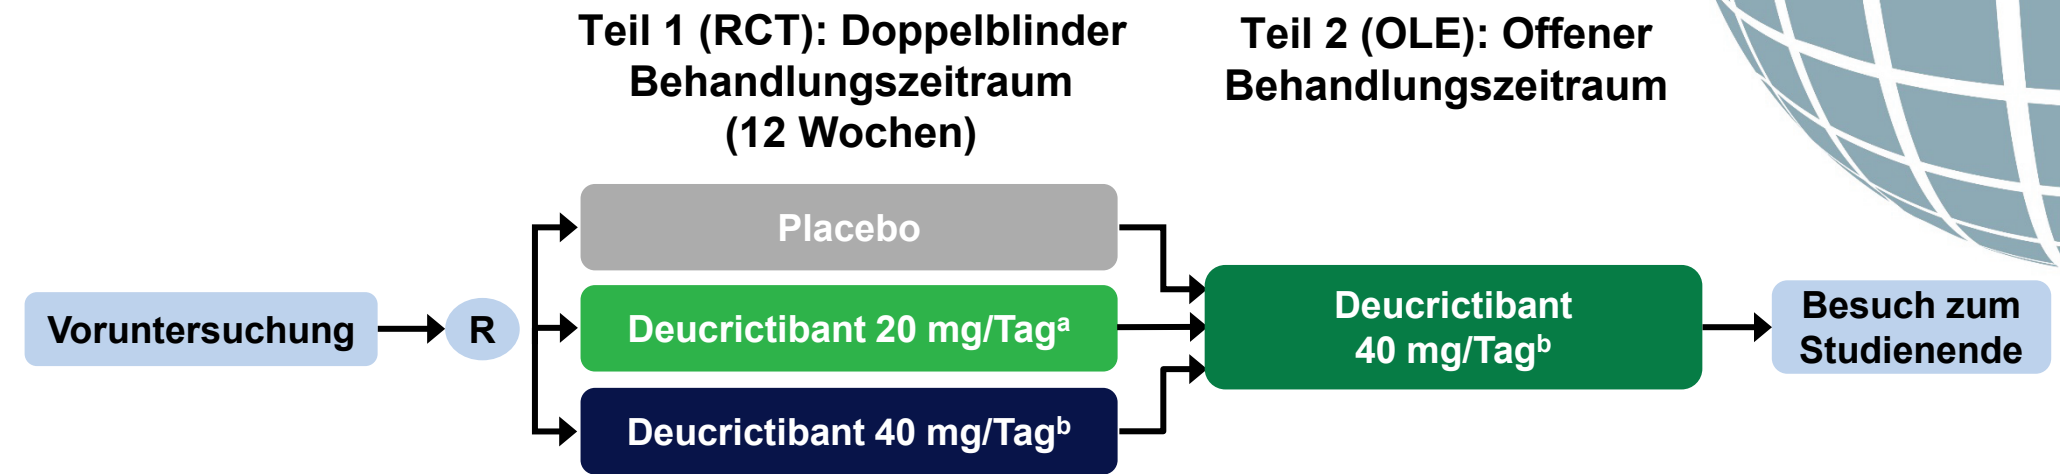 Teil 1 (RCT): Doppelblinder
Behandlungszeitraum
(12 Wochen)
Teil 2 (OLE): Offener
Behandlungszeitraum
Placebo
Voruntersuchung
R
Deucrictibant 20 mg/Tagᵃ
Deucrictibant 40 mg/Tagᵇ
Deucrictibant
40 mg/Tagᵇ
Besuch zum
Studienende